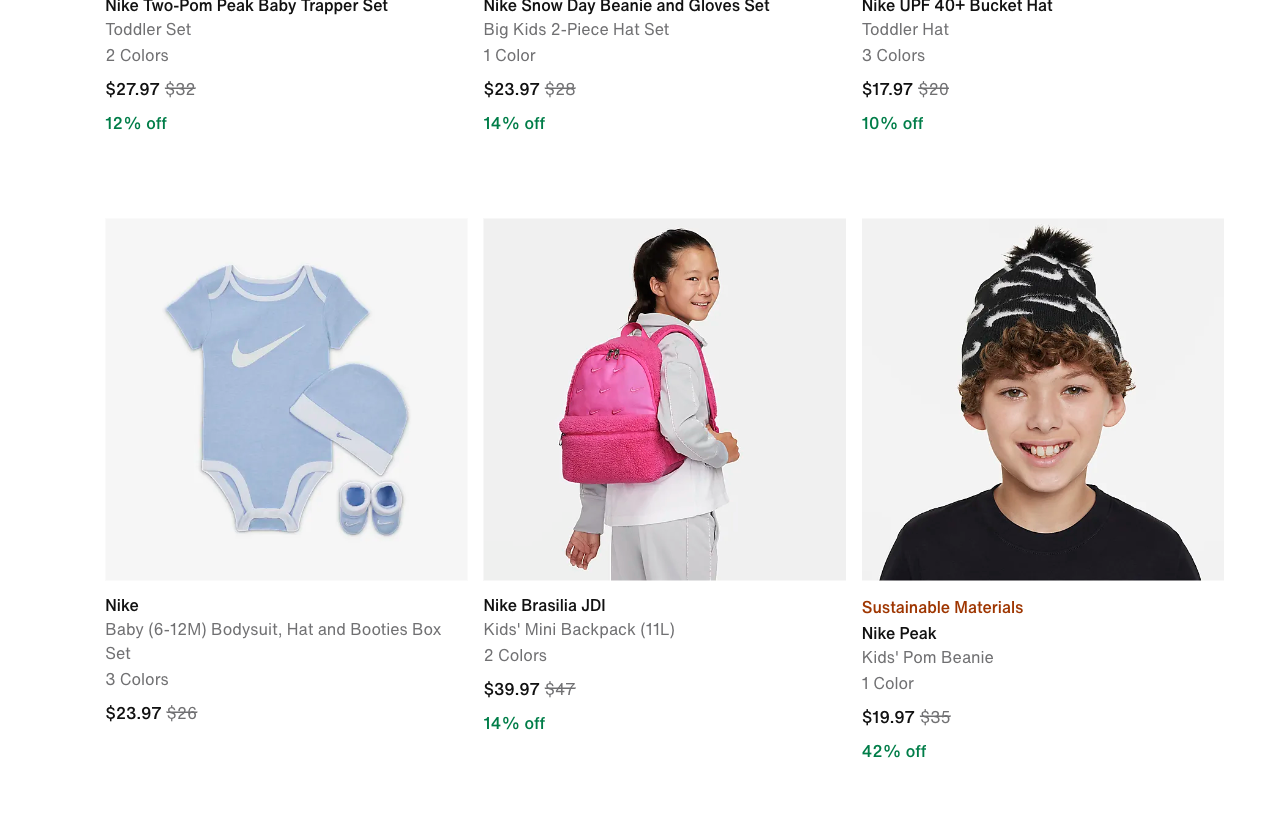 Nike Two-Pom Peak Baby Trapper Set
Toddler Set
2 Colors
$27.97 $32
12% off
Nike Snow Day Beanie and Gloves Set
Big Kids 2-Piece Hat Set
1 Color
$23.97 $28
14% off
Nike UPF 40+ Bucket Hat
Toddler Hat
3 Colors
$17.97 $20
10% off
Nike
Baby (6-12M) Bodysuit, Hat and Booties Box
Set
3 Colors
$23.97 $26
Nike Brasilia JDI
Kids' Mini Backpack (11L)
2 Colors
$39.97 $47
14% off
Sustainable Materials
Nike Peak
Kids' Pom Beanie
1 Color
$19.97 $35
42% off